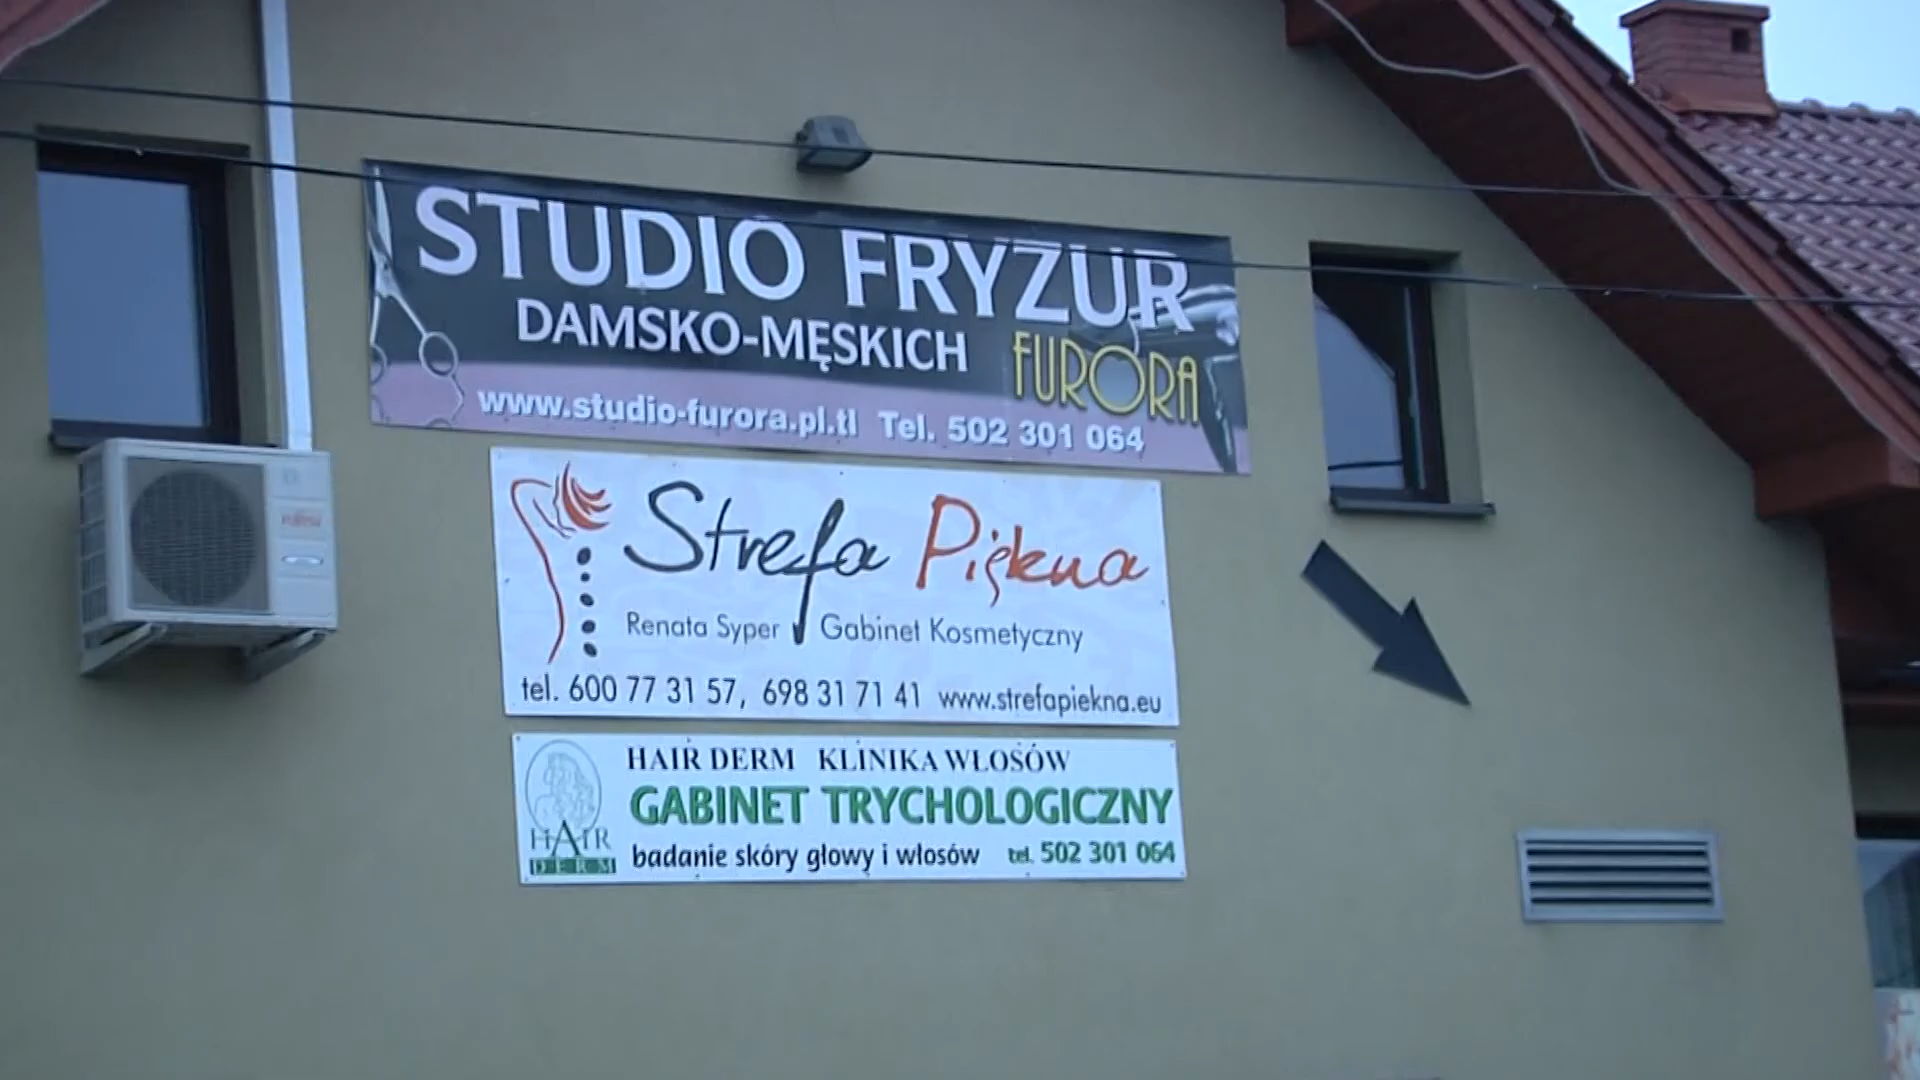 STUDIO FRYZUR
DAMSKO-MĘSKICH
FURORA
www.studio-furora.pl.tl Tel. 502 301 064
Strefa Piękna
Renata Syper Gabinet Kosmetyczny
tel. 600 77 31 57, 698 31 71 41 www.strefapiekna.eu
HAIR DERM KLINIKA WŁOSÓW
GABINET TRYCHOLOGICZNY
badanie skóry głowy i włosów tel. 502 301 064
HAIR
DERM
FUJITSU